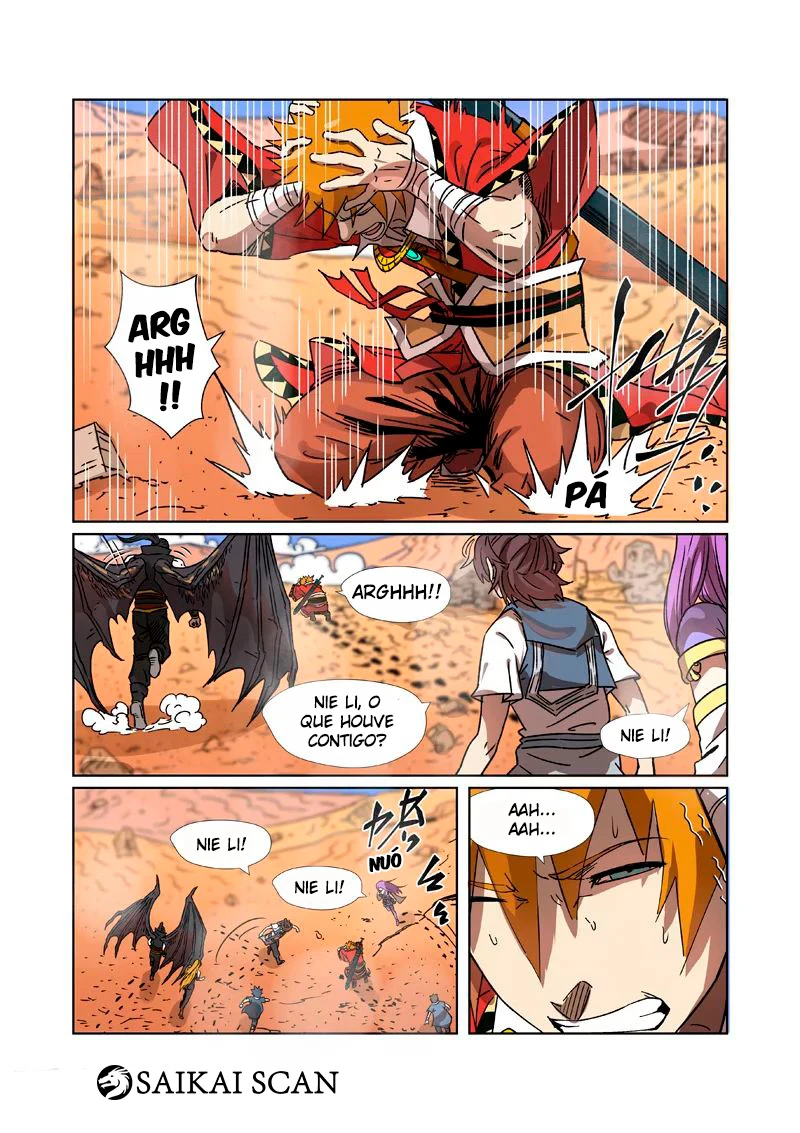 ARG
HHH
!!
PÁ
ARGHHH!!
NIE LI, O
QUE HOUVE
CONTIGO?
NIE LI!
NIE LI!
NIE LI!
NUÓ
AAH...
AAH...
SAIKAI SCAN